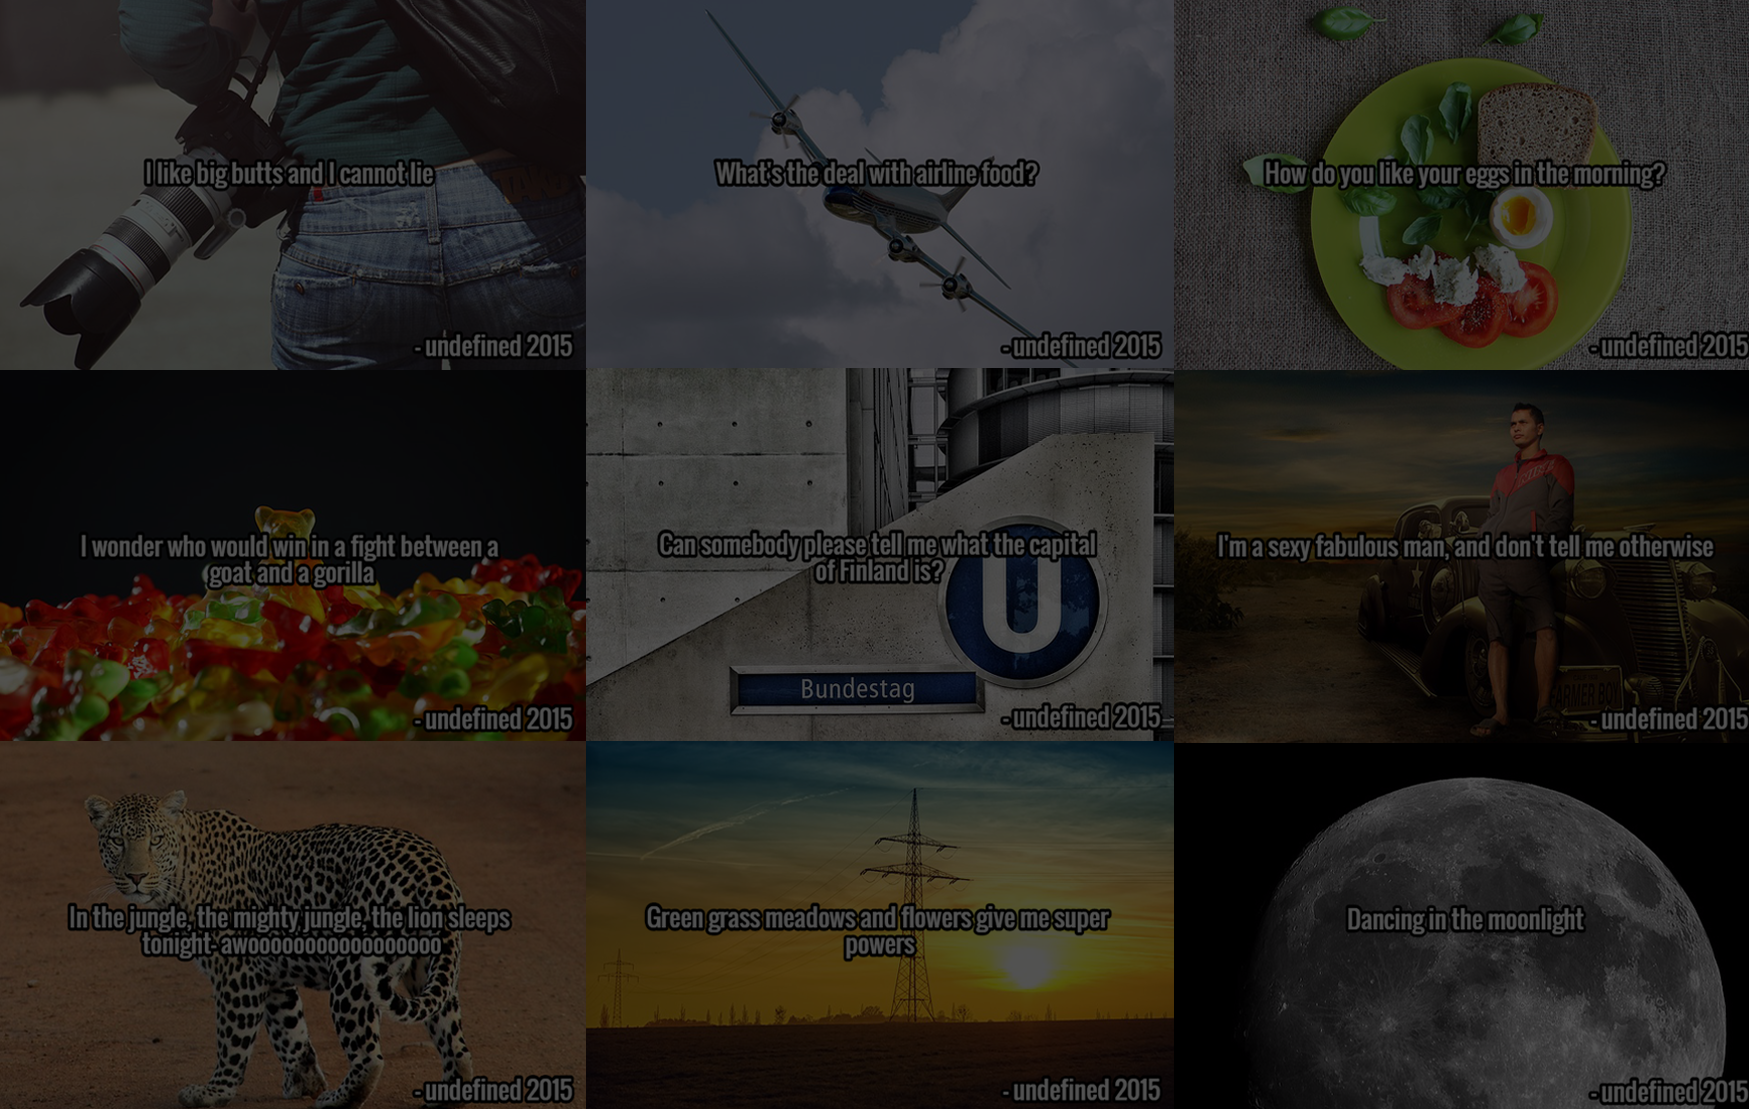 I like big butts and I cannot lie
- undefined 2015
What's the deal with airline food?
- undefined 2015
How do you like your eggs in the morning?
- undefined 2015
I wonder who would win in a fight between a
goat and a gorilla
- undefined 2015
Can somebody please tell me what the capital
of Finland is?
U
Bundestag
- undefined 2015
I'm a sexy fabulous man, and don't tell me otherwise
FARMER BOY
- undefined 2015
In the jungle, the mighty jungle, the lion sleeps
tonight- awooooooooooooooooo
- undefined 2015
Green grass meadows and flowers give me super
powers
- undefined 2015
Dancing in the moonlight
- undefined 2015